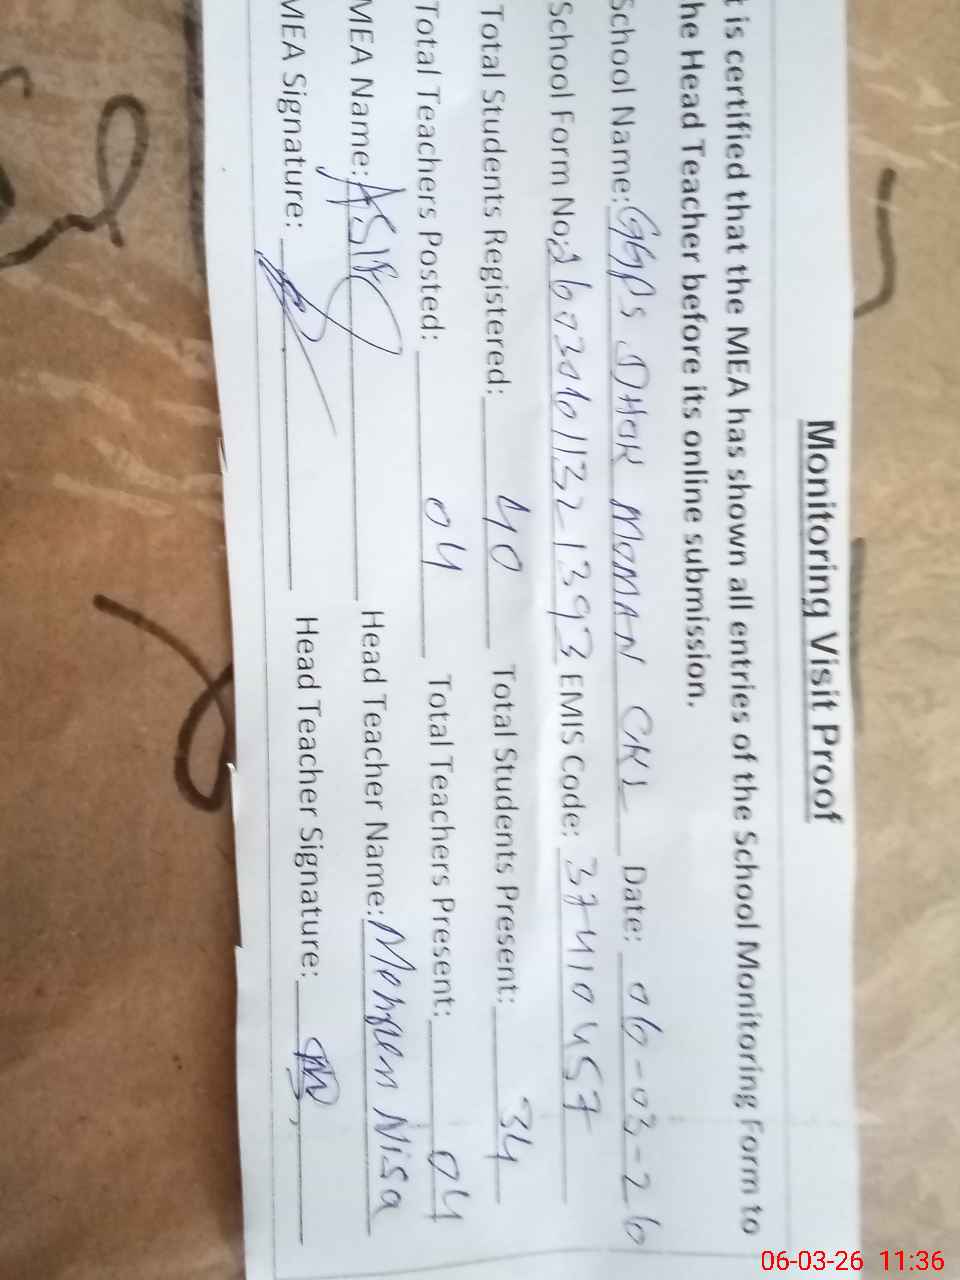 Monitoring Visit Proof
t is certified that the MEA has shown all entries of the School Monitoring Form to
he Head Teacher before its online submission.
School Name: GGPS DHOK MOMAN CKL Date: 06-03-26
School Form No: 2603061132-1393 EMIS Code: 37410457
Total Students Registered: 40 Total Students Present: 34
Total Teachers Posted: 04 Total Teachers Present: 04
MEA Name: ASIF Head Teacher Name: Nisa
MEA Signature: Head Teacher Signature:
06-03-26 11:36